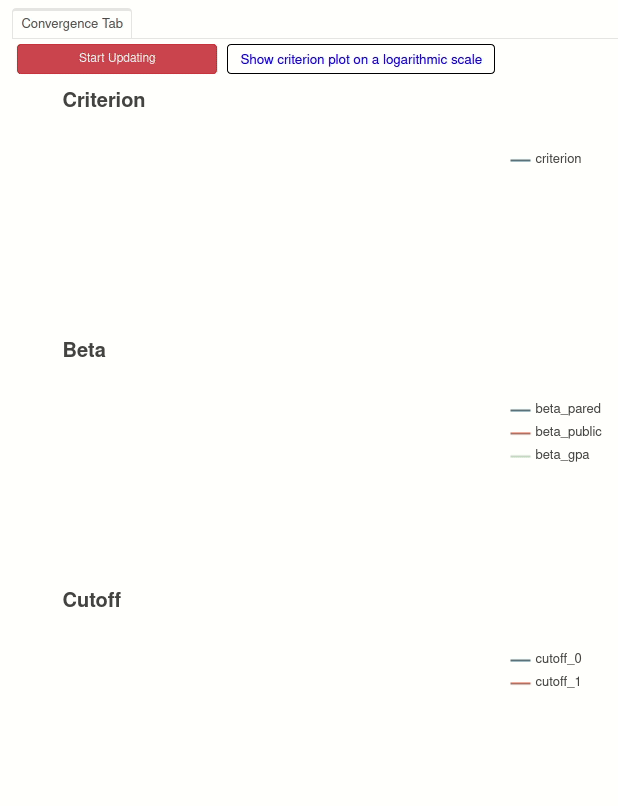 Convergence Tab
Start Updating
Show criterion plot on a logarithmic scale
Criterion
criterion
Beta
beta_pared
beta_public
beta_gpa
Cutoff
cutoff_0
cutoff_1